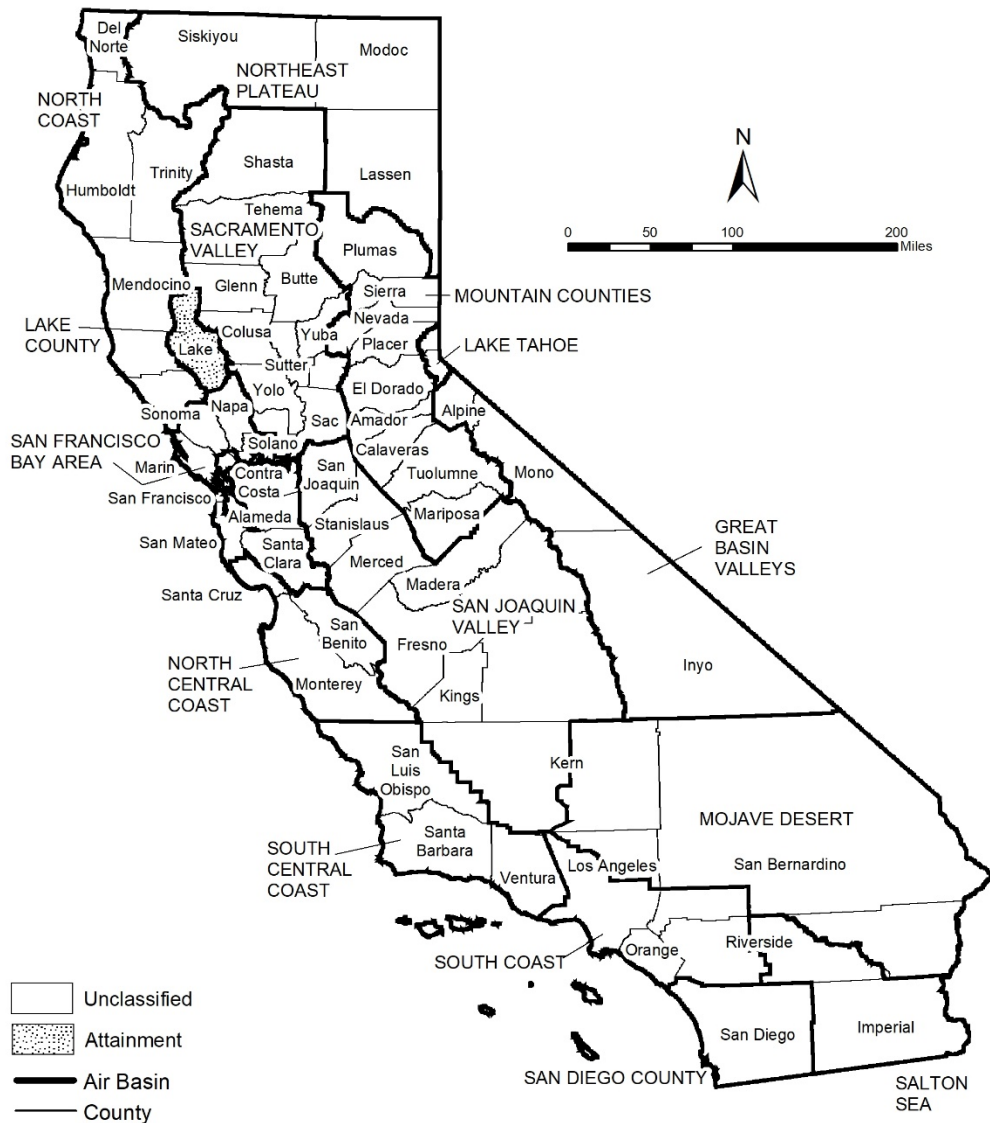 Del
Norte
Siskiyou
Modoc
NORTHEAST
PLATEAU
NORTH
COAST
N
Shasta
Trinity
Lassen
Humboldt
Tehema
SACRAMENTO
VALLEY
Plumas
0 50 100 200
Miles
Mendocino
Glenn
Butte
Sierra
MOUNTAIN COUNTIES
LAKE
COUNTY
Colusa
Yuba
Nevada
Placer
LAKE TAHOE
Lake
Sutter
Yolo
El Dorado
Napa
Sonoma
Sac
Amador
Alpine
SAN FRANCISCO
BAY AREA
Solano
Calaveras
Marin
Contra
Costa
San
Joaquin
Tuolumne
Mono
San Francisco
Alameda
Stanislaus
Mariposa
GREAT
BASIN
VALLEYS
San Mateo
Santa
Clara
Merced
Madera
Santa Cruz
SAN JOAQUIN
VALLEY
San
Benito
Fresno
NORTH
CENTRAL
COAST
Monterey
Kings
Inyo
San
Luis
Obispo
Kern
MOJAVE DESERT
SOUTH
CENTRAL
COAST
Santa
Barbara
Los Angeles
San Bernardino
Ventura
SOUTH COAST
Orange
Riverside
Unclassified
Attainment
Air Basin
County
San Diego
Imperial
SAN DIEGO COUNTY
SALTON
SEA